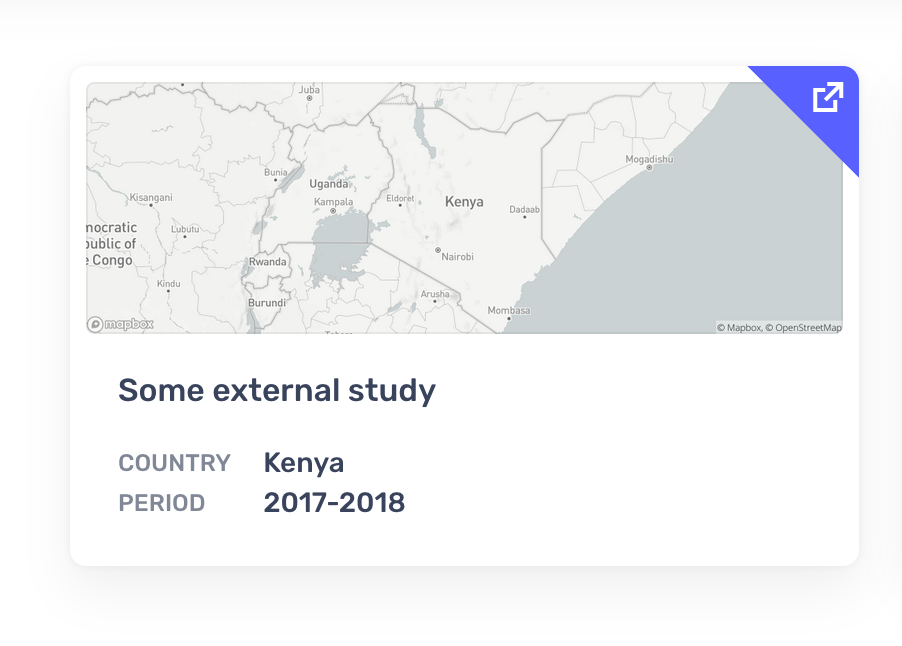 Juba
Mogadishu
Bunia
Uganda
Kisangani
Kampala
Eldoret
Kenya
Dadaab
mocratic
Lubutu
public of
e Congo
Nairobi
Rwanda
Kindu
Arusha
Burundi
Mombasa
mapbox
© Mapbox, © OpenStreetMap
Some external study
COUNTRY Kenya
PERIOD 2017-2018